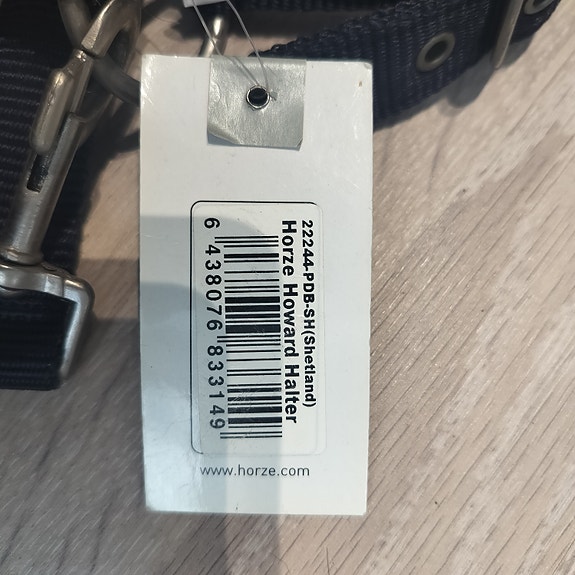 22244-PDB-SH(Shetland)
Horze Howard Halter
6 438076 833149
www.horze.com